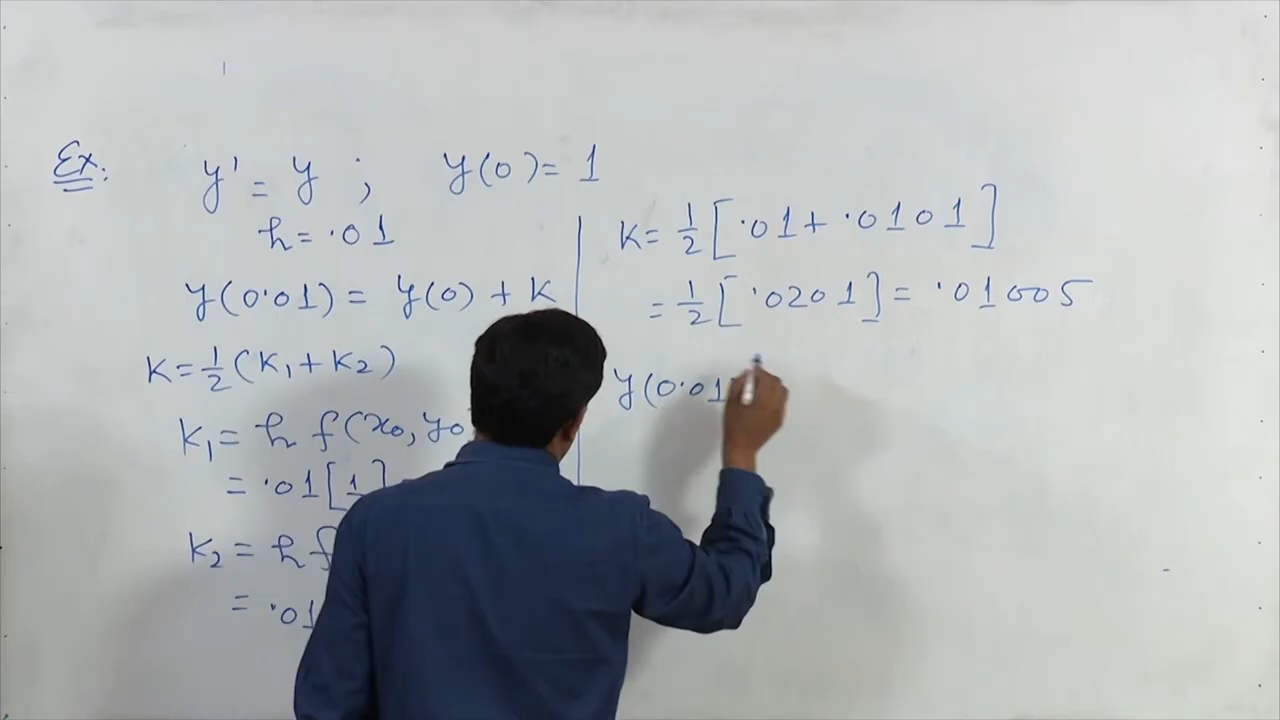 Ex: y' = y ; y(0) = 1
h = ·01
y(0·01) = y(0) + K
K = 1/2 (K₁ + K₂)
K₁ = h f(x₀, y₀
= ·01[1]
K₂ = h f
= ·01
K = 1/2 [·01 + ·0101]
= 1/2 [·0201] = ·01005
y(0·01